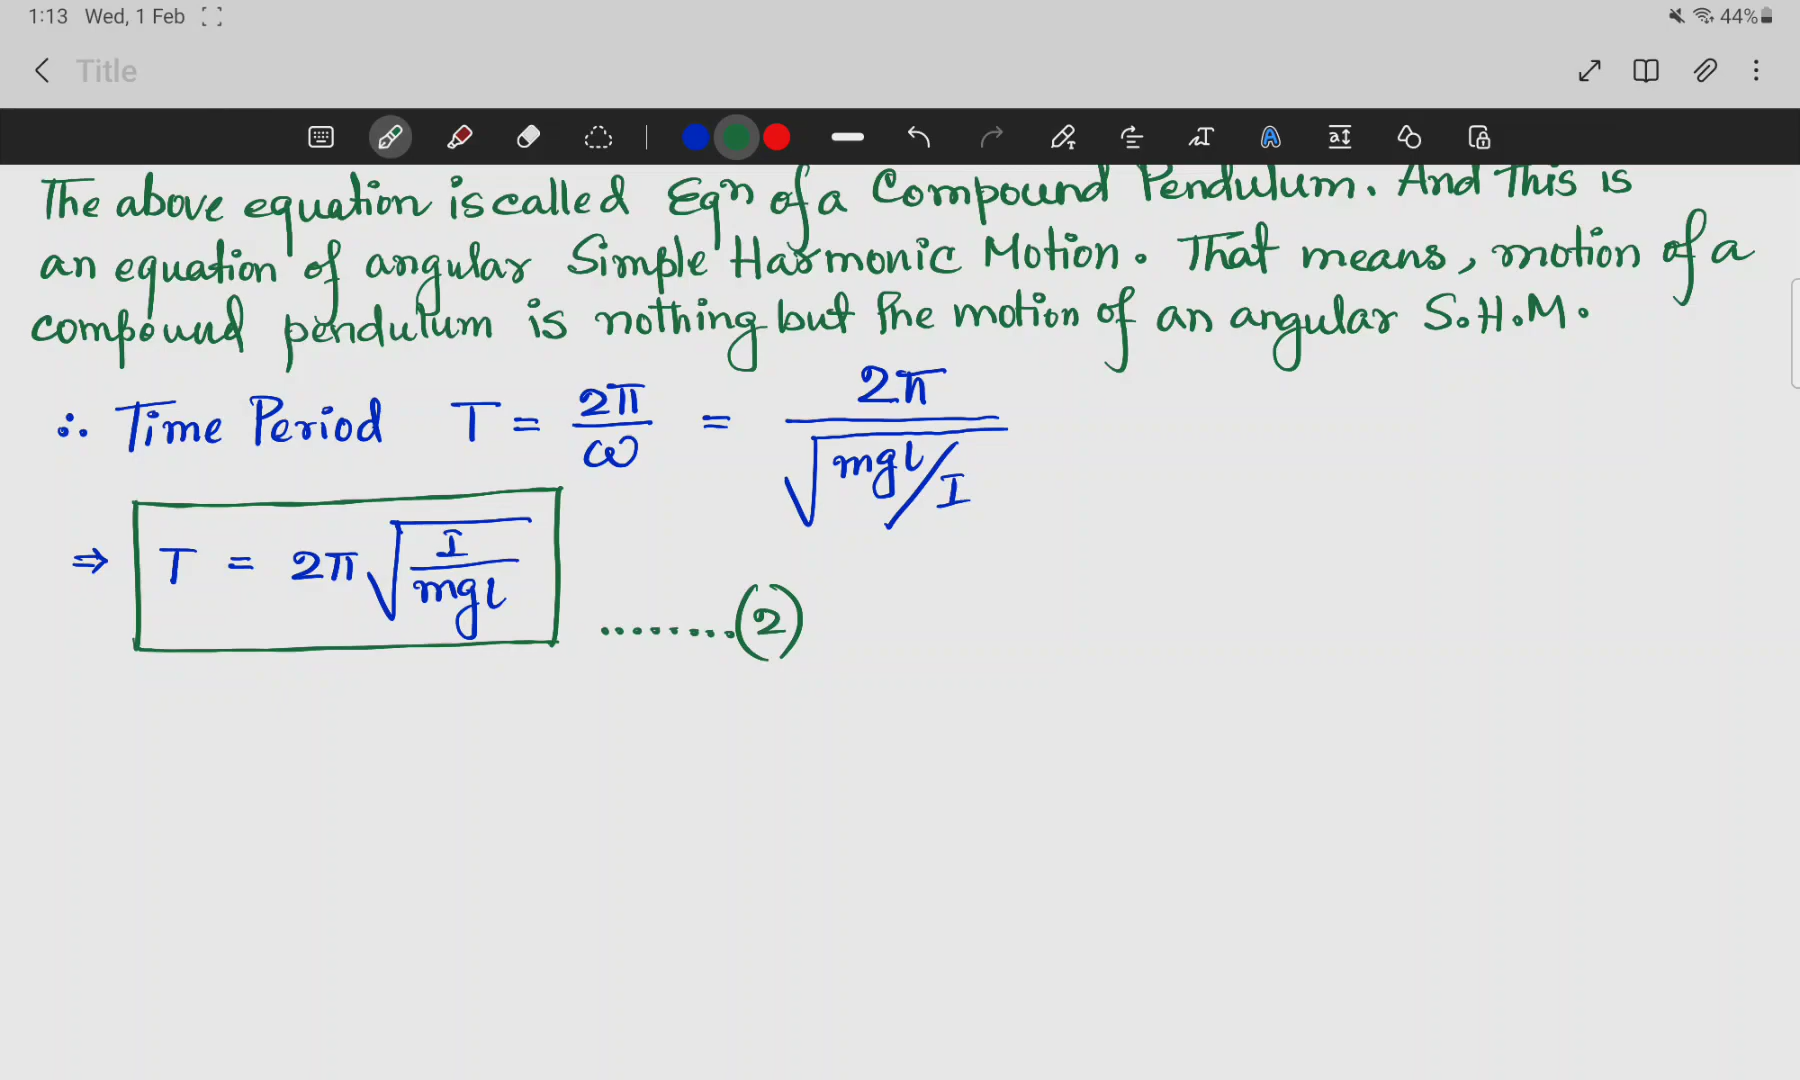 1:13 Wed, 1 Feb 44%
Title
The above equation is called Eqn of a Compound Pendulum. And This is
an equation of angular Simple Harmonic Motion. That means, motion of a
compound pendulum is nothing but the motion of an angular S.H.M.
∴ Time Period T = 2π/ω = 2π/√(mgl/I)
⇒ T = 2π√(I/mgl) ........(2)